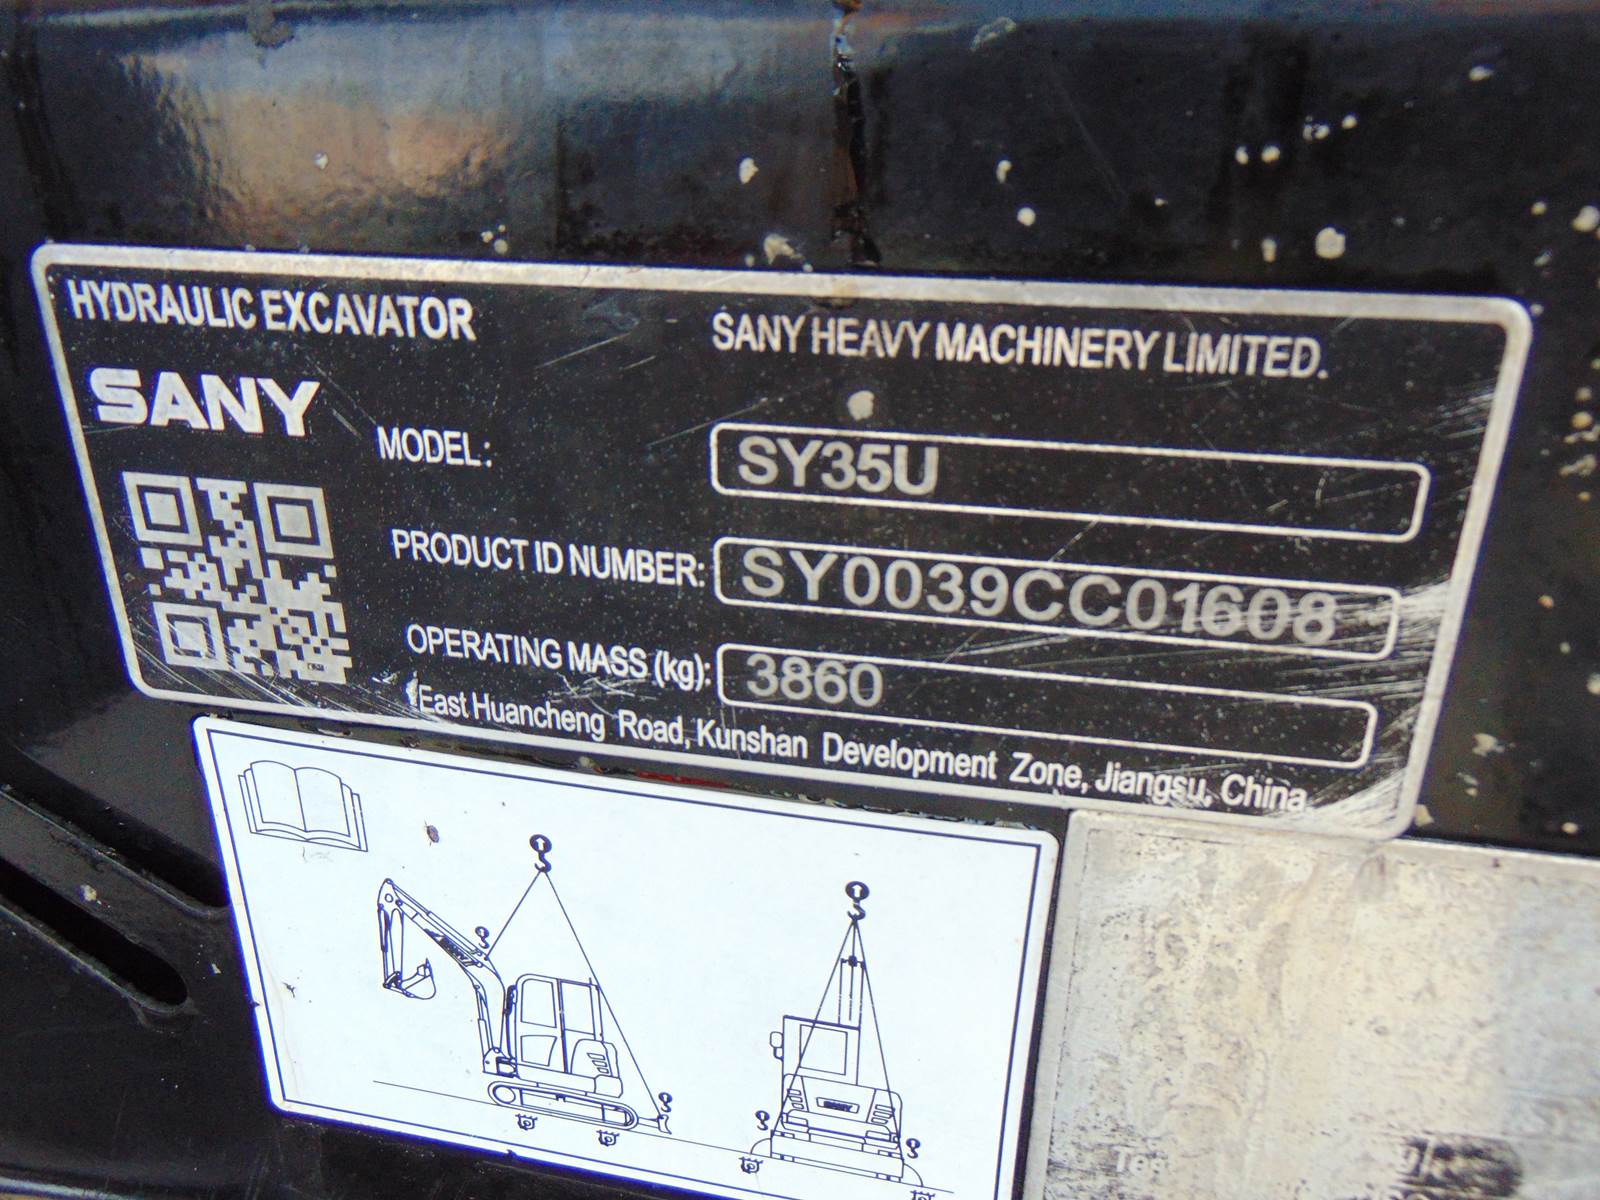 HYDRAULIC EXCAVATOR
SANY HEAVY MACHINERY LIMITED.
SANY
MODEL: SY35U
PRODUCT ID NUMBER: SY0039CC01608
OPERATING MASS (kg): 3860
East Huancheng Road, Kunshan Development Zone, Jiangsu, China
SANY